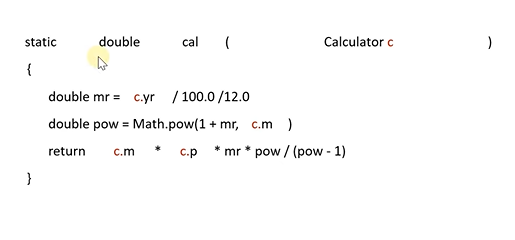 static double cal ( Calculator c )
{
double mr = c.yr / 100.0 /12.0
double pow = Math.pow(1 + mr, c.m )
return c.m * c.p * mr * pow / (pow - 1)
}